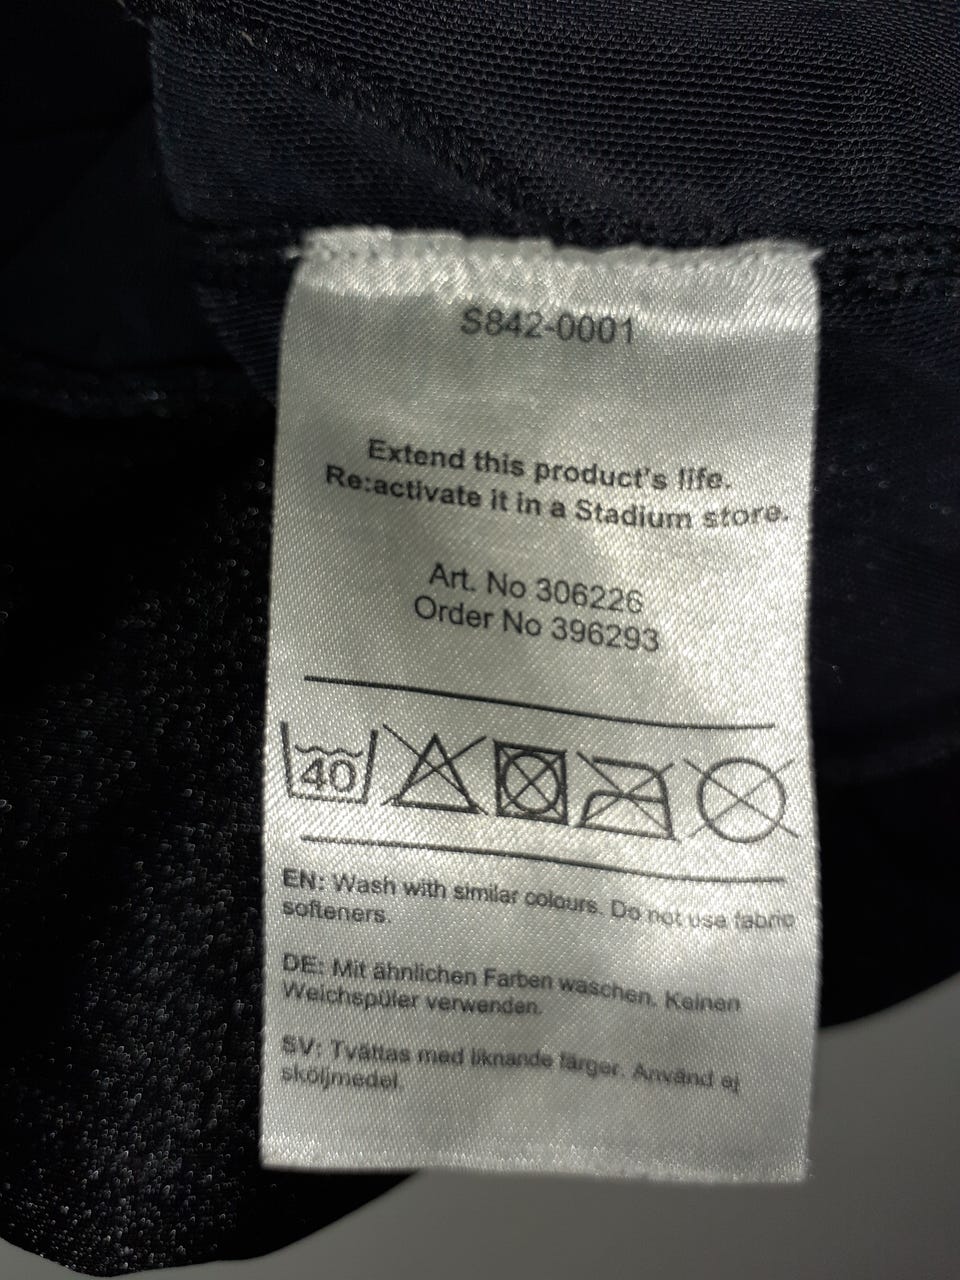 S842-0001
Extend this product's life.
Re:activate it in a Stadium store.
Art. No 306226
Order No 396293
40
EN: Wash with similar colours. Do not use fabric
softeners.
DE: Mit ähnlichen Farben waschen. Keinen
Weichspüler verwenden.
SV: Tvättas med liknande färger. Använd ej
sköljmedel.